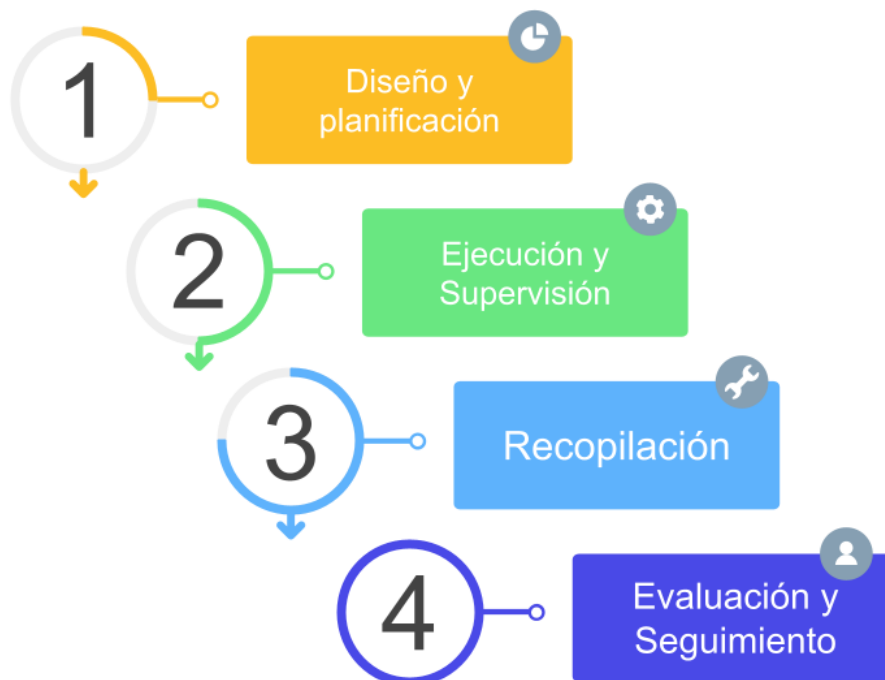 1
Diseño y
planificación
2
Ejecución y
Supervisión
3
Recopilación
4
Evaluación y
Seguimiento